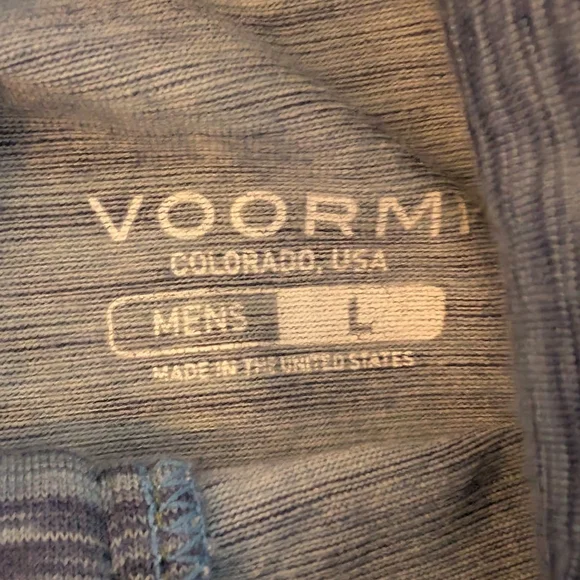 VOORMI
COLORADO, USA
MENS L
MADE IN THE UNITED STATES